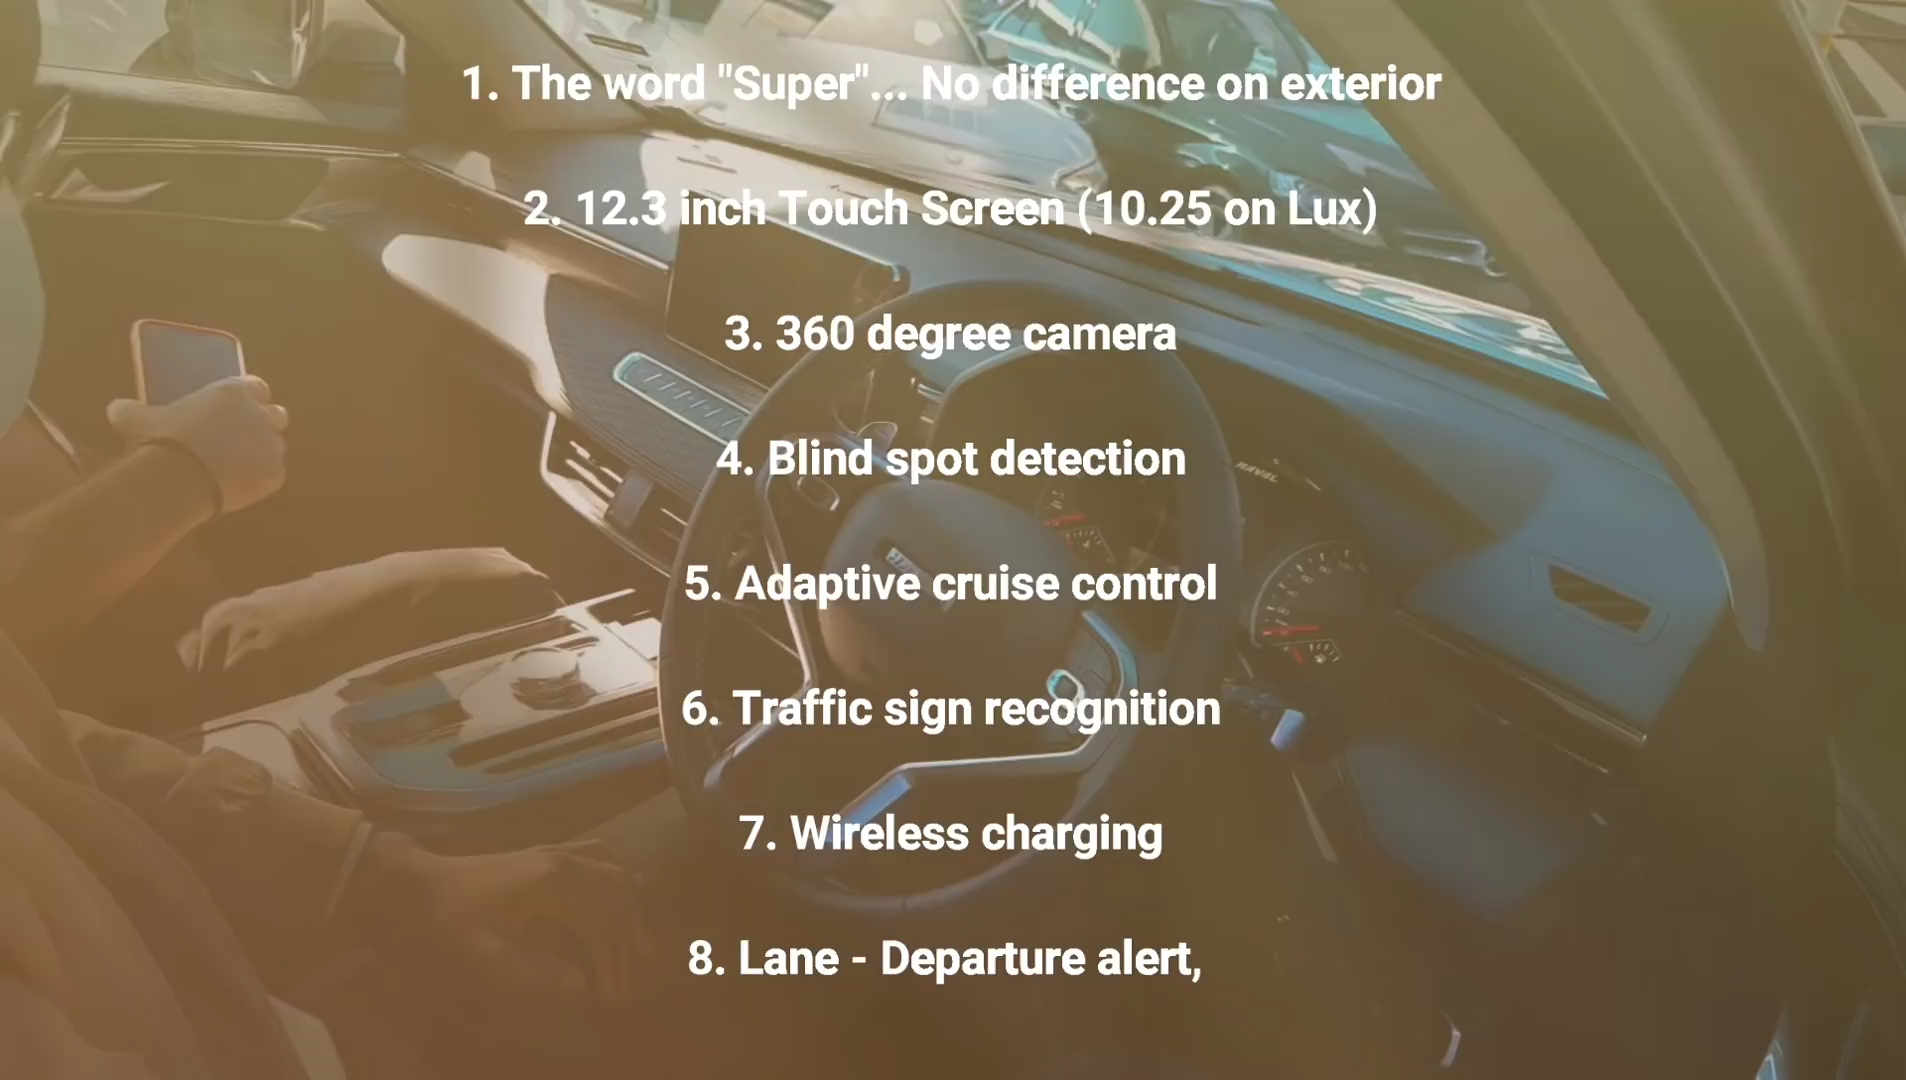 1. The word "Super"... No difference on exterior
2. 12.3 inch Touch Screen (10.25 on Lux)
3. 360 degree camera
4. Blind spot detection
HAVAL
5. Adaptive cruise control
6. Traffic sign recognition
7. Wireless charging
8. Lane - Departure alert,